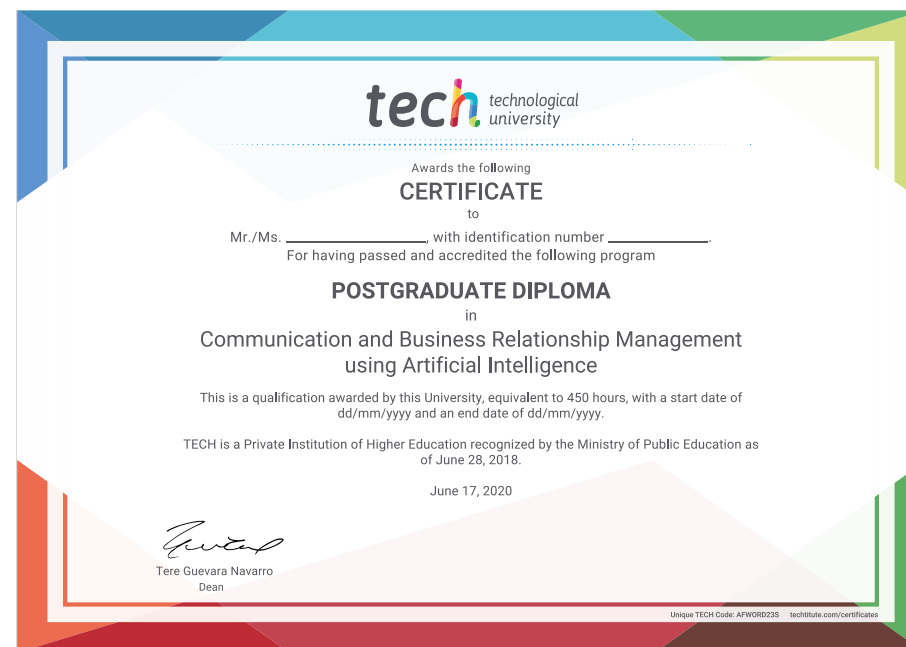 tech technological
university
Awards the following
CERTIFICATE
to
Mr./Ms. ____________________, with identification number ______________.
For having passed and accredited the following program
POSTGRADUATE DIPLOMA
in
Communication and Business Relationship Management
using Artificial Intelligence
This is a qualification awarded by this University, equivalent to 450 hours, with a start date of
dd/mm/yyyy and an end date of dd/mm/yyyy.
TECH is a Private Institution of Higher Education recognized by the Ministry of Public Education as
of June 28, 2018.
June 17, 2020
Tere Guevara Navarro
Dean
Unique TECH Code: AFWORD23S techtitute.com/certificates